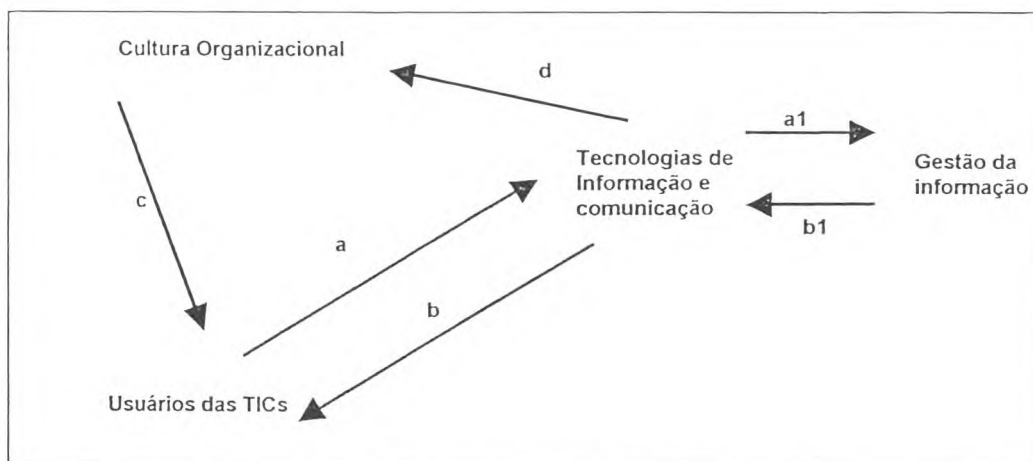 Cultura Organizacional
d
a1
Tecnologias de
Informação e
comunicação
Gestão da
informação
c
a
b1
b
Usuários das TICs